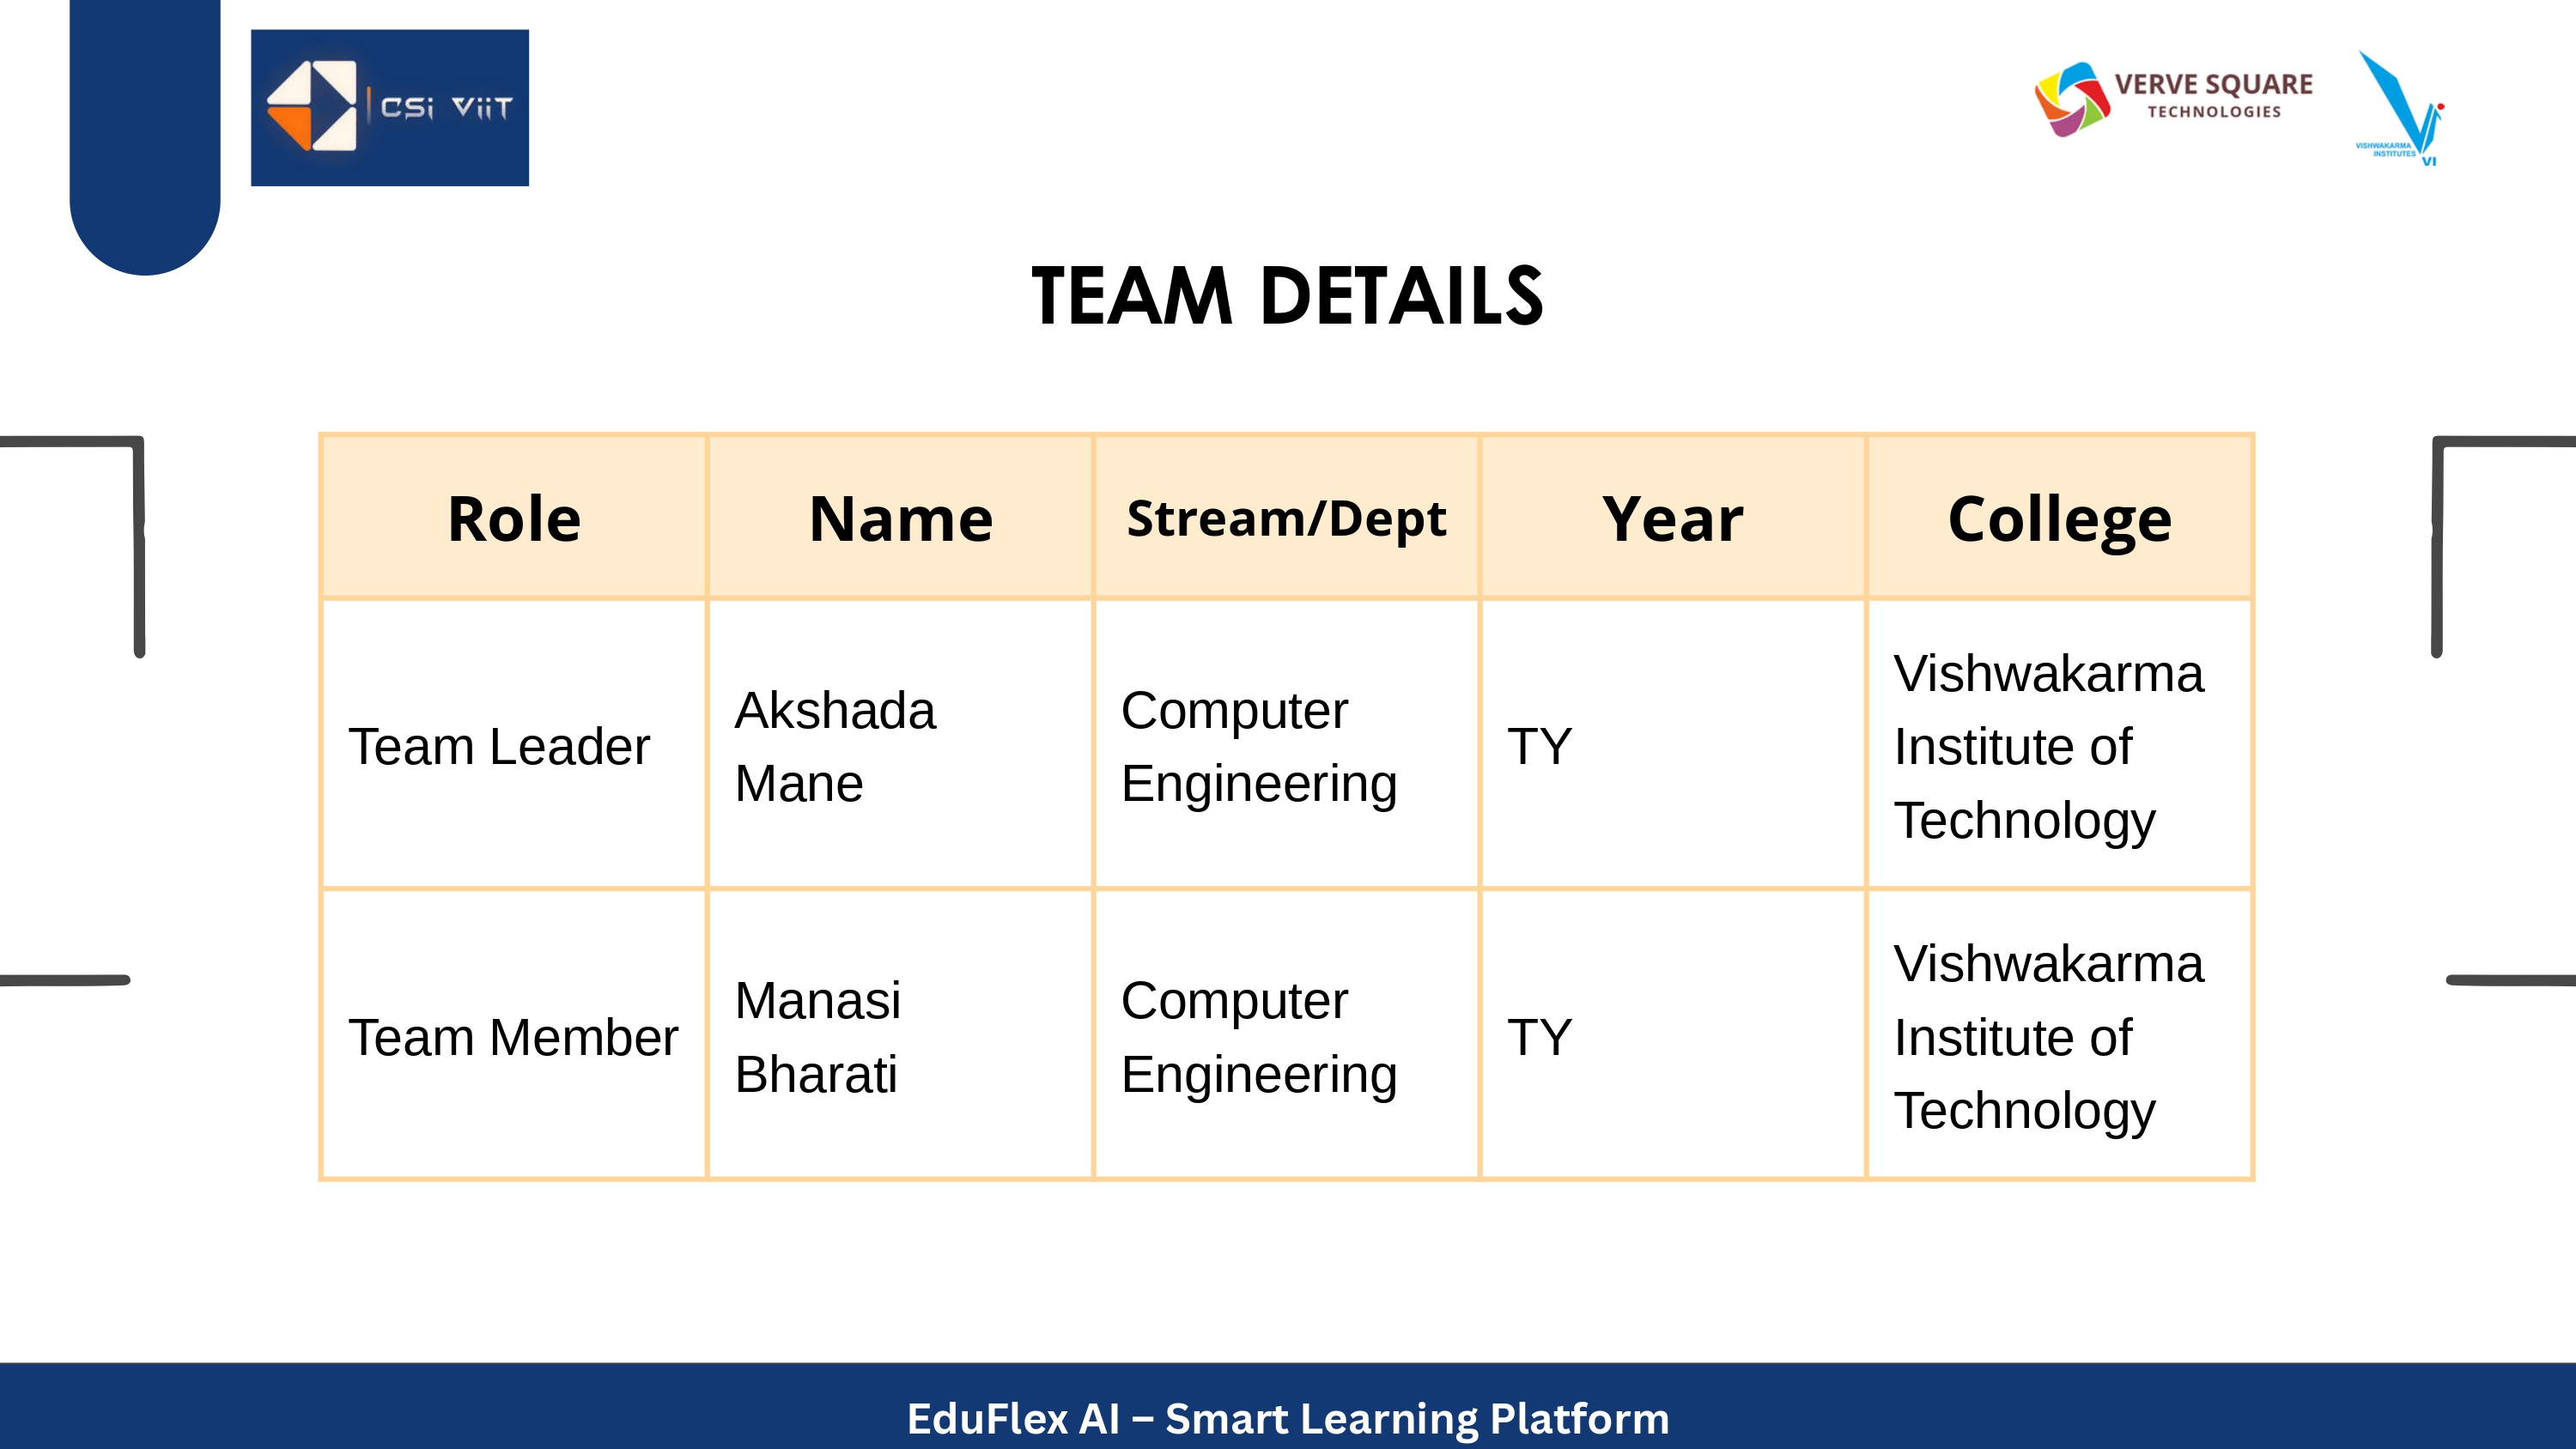 CSi ViiT
VERVE SQUARE
TECHNOLOGIES
VISHWAKARMA
INSTITUTES
VI
TEAM DETAILS
Role Name Stream/Dept Year College
Team Leader
Akshada
Mane
Computer
Engineering
TY
Vishwakarma
Institute of
Technology
Team Member
Manasi
Bharati
Computer
Engineering
TY
Vishwakarma
Institute of
Technology
EduFlex AI – Smart Learning Platform